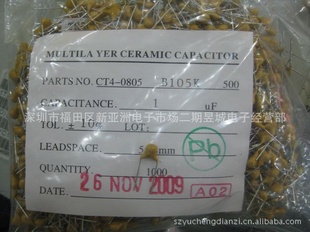 MULTILA YER CERAMIC CAPACITOR
PARTS NO. CT4-0805 B105K 500
CAPACITANCE: 1 uF
深圳市福田区新亚洲电子市场二期昱城电子经营部
TOL: ± 10%
LOT:
LEADSPACE: mm
QUANTITY 1000
DATE: 26 NOV 2009 A02
szyuchengdianzi.cn.alibaba.com